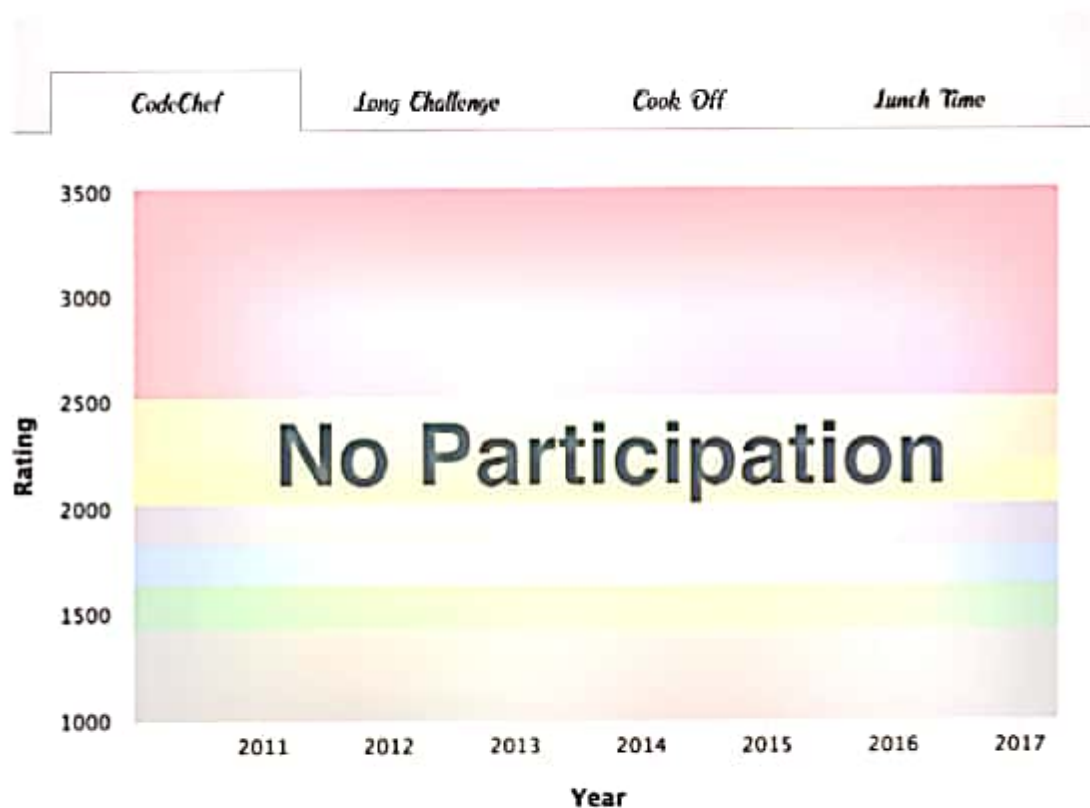 CodeChef Long Challenge Cook Off Lunch Time
3500
3000
2500
No Participation
Rating
2000
1500
1000
2011 2012 2013 2014 2015 2016 2017
Year